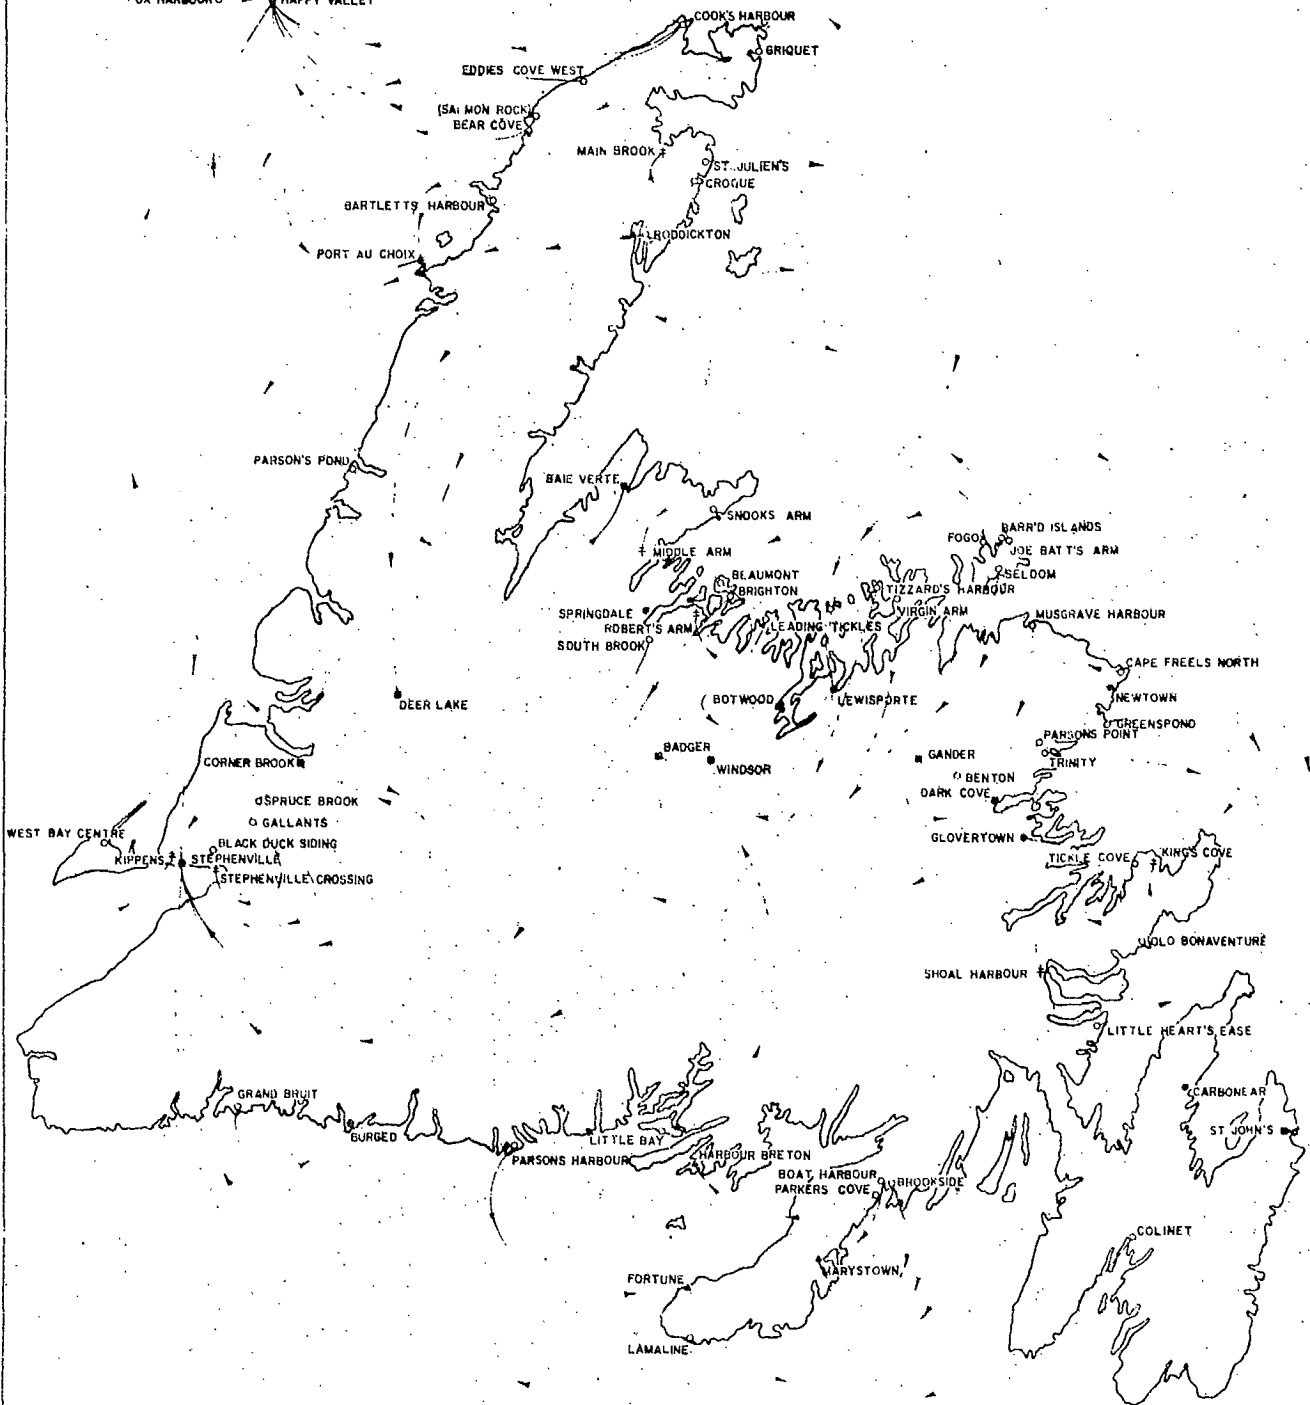 HAPPY VALLEY
COOK'S HARBOUR
GRIQUET
EDDIES COVE WEST
(SALMON ROCK)
BEAR COVE
MAIN BROOK
ST. JULIEN'S
CROQUE
BARTLETTS HARBOUR
RODDICKTON
PORT AU CHOIX
PARSON'S POND
BAIE VERTE
SNOOKS ARM
BARR'D ISLANDS
FOGO
JOE BATT'S ARM
MIDDLE ARM
SELDOM
BEAUMONT
BRIGHTON
TIZZARD'S HARBOUR
SPRINGDALE
VIRGIN ARM
MUSGRAVE HARBOUR
ROBERT'S ARM
LEADING TICKLES
SOUTH BROOK
CAPE FREELS NORTH
DEER LAKE
BOTWOOD
LEWISPORTE
NEWTOWN
GREENSPOND
PARSONS POINT
BADGER
GANDER
TRINITY
CORNER BROOK
WINDSOR
BENTON
DARK COVE
SPRUCE BROOK
GALLANTS
WEST BAY CENTRE
BLACK DUCK SIDING
GLOVERTOWN
KIPPENS
STEPHENVILLE
TICKLE COVE
KING'S COVE
STEPHENVILLE CROSSING
OLD BONAVENTURE
SHOAL HARBOUR
LITTLE HEART'S EASE
GRAND BRUIT
CARBONEAR
BURGEO
LITTLE BAY
ST JOHN'S
PARSONS HARBOUR
HARBOUR BRETON
BOAT HARBOUR
PARKERS COVE
BROOKSIDE
COLINET
MARYSTOWN
FORTUNE
LAMALINE